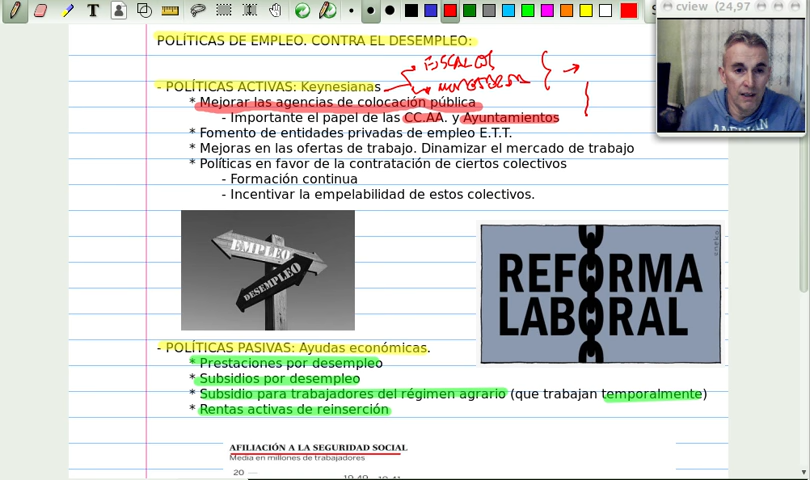 cview (24,97
POLÍTICAS DE EMPLEO. CONTRA EL DESEMPLEO:
FISCALES
- POLÍTICAS ACTIVAS: Keynesianas
* Mejorar las agencias de colocación pública
- Importante el papel de las CC.AA. y Ayuntamientos
* Fomento de entidades privadas de empleo E.T.T.
* Mejoras en las ofertas de trabajo. Dinamizar el mercado de trabajo
* Políticas en favor de la contratación de ciertos colectivos
- Formación continua
- Incentivar la empelabilidad de estos colectivos.
EMPLEO
DESEMPLEO
REFORMA
LABORAL
- POLÍTICAS PASIVAS: Ayudas económicas.
* Prestaciones por desempleo
* Subsidios por desempleo
* Subsidio para trabajadores del régimen agrario (que trabajan temporalmente)
* Rentas activas de reinserción
AFILIACIÓN A LA SEGURIDAD SOCIAL
Media en millones de trabajadores
20